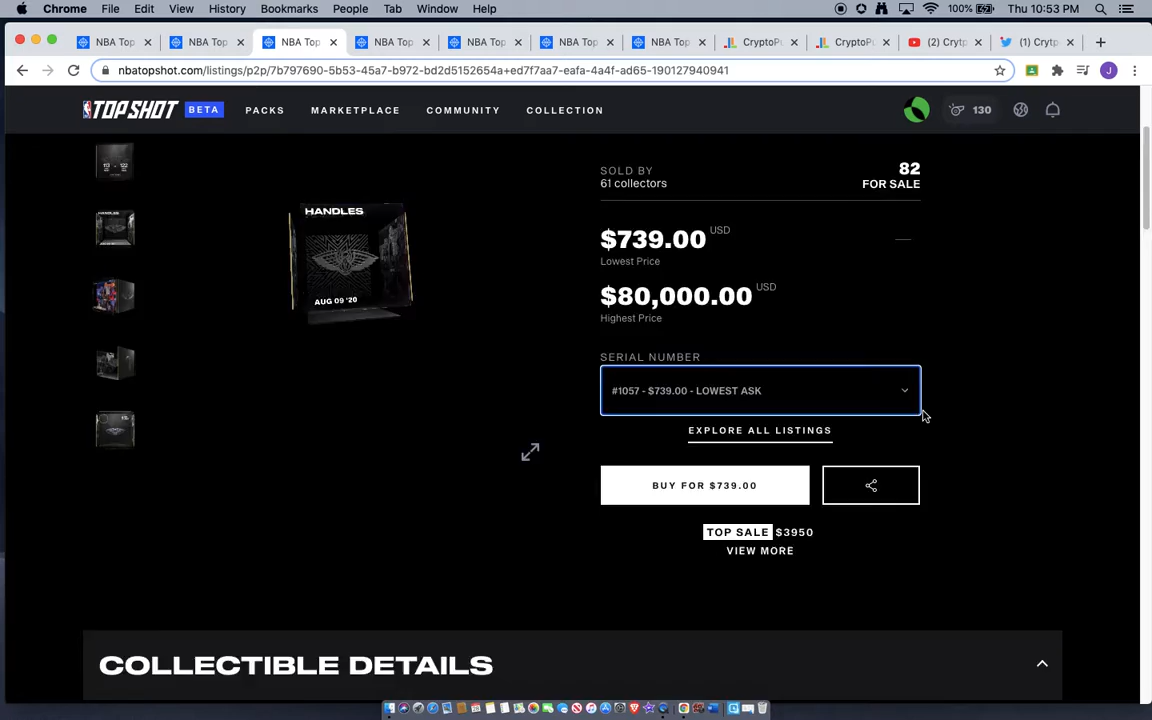 Chrome File Edit View History Bookmarks People Tab Window Help 100% Thu 10:53 PM
NBA Top NBA Top NBA Top NBA Top NBA Top NBA Top NBA Top CryptoPu CryptoPu (2) Crypt (1) Crypt
nbatopshot.com/listings/p2p/7b797690-5b53-45a7-b972-bd2d5152654a+ed7f7aa7-eafa-4a4f-ad65-190127940941 J
TOP SHOT BETA PACKS MARKETPLACE COMMUNITY COLLECTION 130
SOLD BY
61 collectors
82
FOR SALE
HANDLES
AUG 09 '20
$739.00 USD
Lowest Price
$80,000.00 USD
Highest Price
SERIAL NUMBER
#1057 - $739.00 - LOWEST ASK
EXPLORE ALL LISTINGS
BUY FOR $739.00
TOP SALE $3950
VIEW MORE
COLLECTIBLE DETAILS